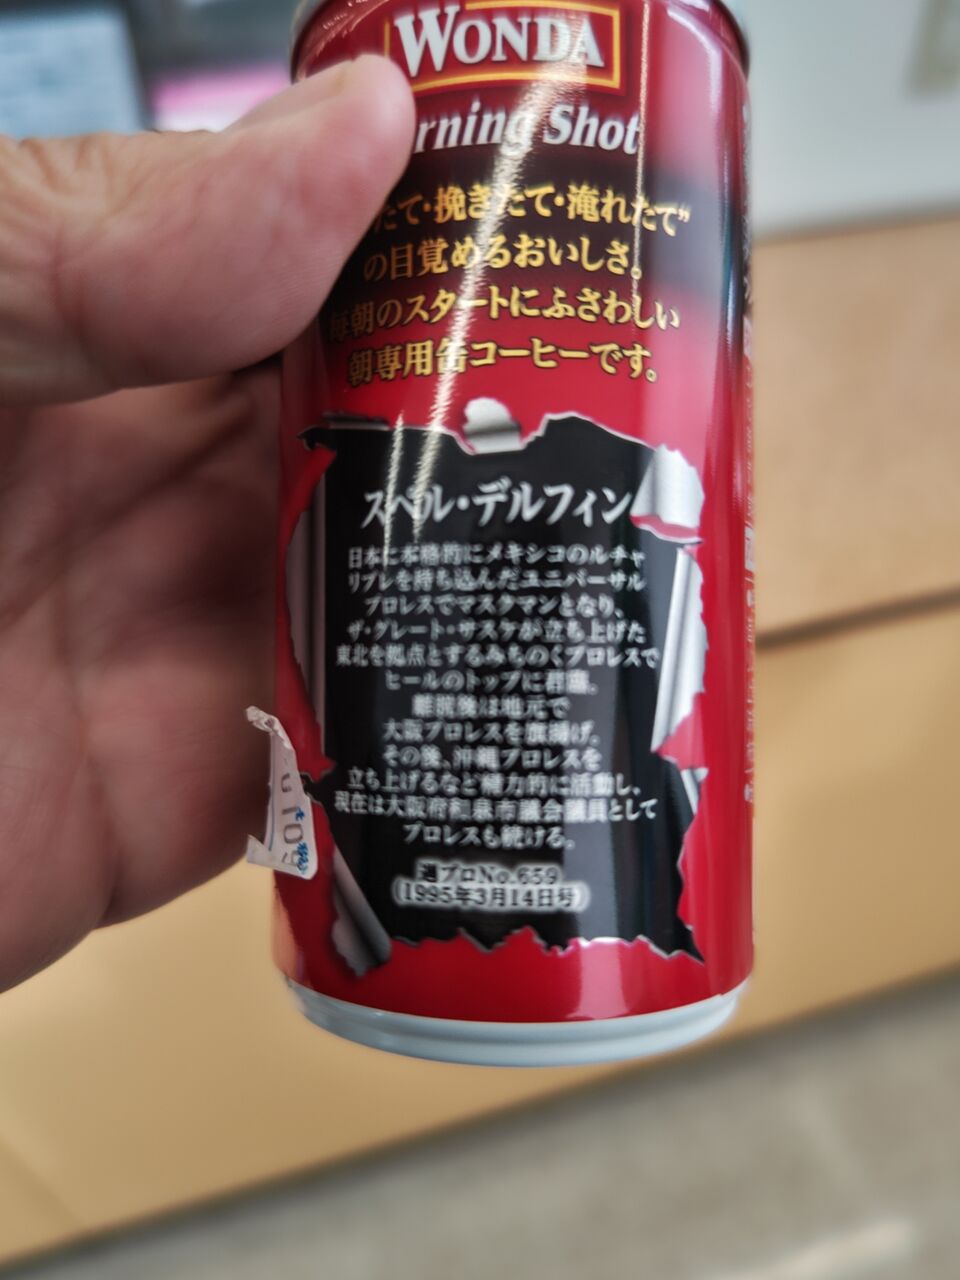 WONDA
rning Shot
たて・挽きたて・淹れたて”
の目覚めるおいしさ。
毎朝のスタートにふさわしい
朝専用缶コーヒーです。
スペル・デルフィン
日本に本格的にメキシコのルチャ
リブレを持ち込んだユニバーサル
プロレスでマスクマンとなり、
ザ・グレート・サスケが立ち上げた
東北を拠点とするみちのくプロレスで
ヒールのトップに君臨。
離脱後は地元で
大阪プロレスを旗揚げ。
その後、沖縄プロレスを
立ち上げるなど精力的に活動し、
現在は大阪府和泉市議会議員として
プロレスも続ける。
週プロNo.659
(1995年3月14日号)